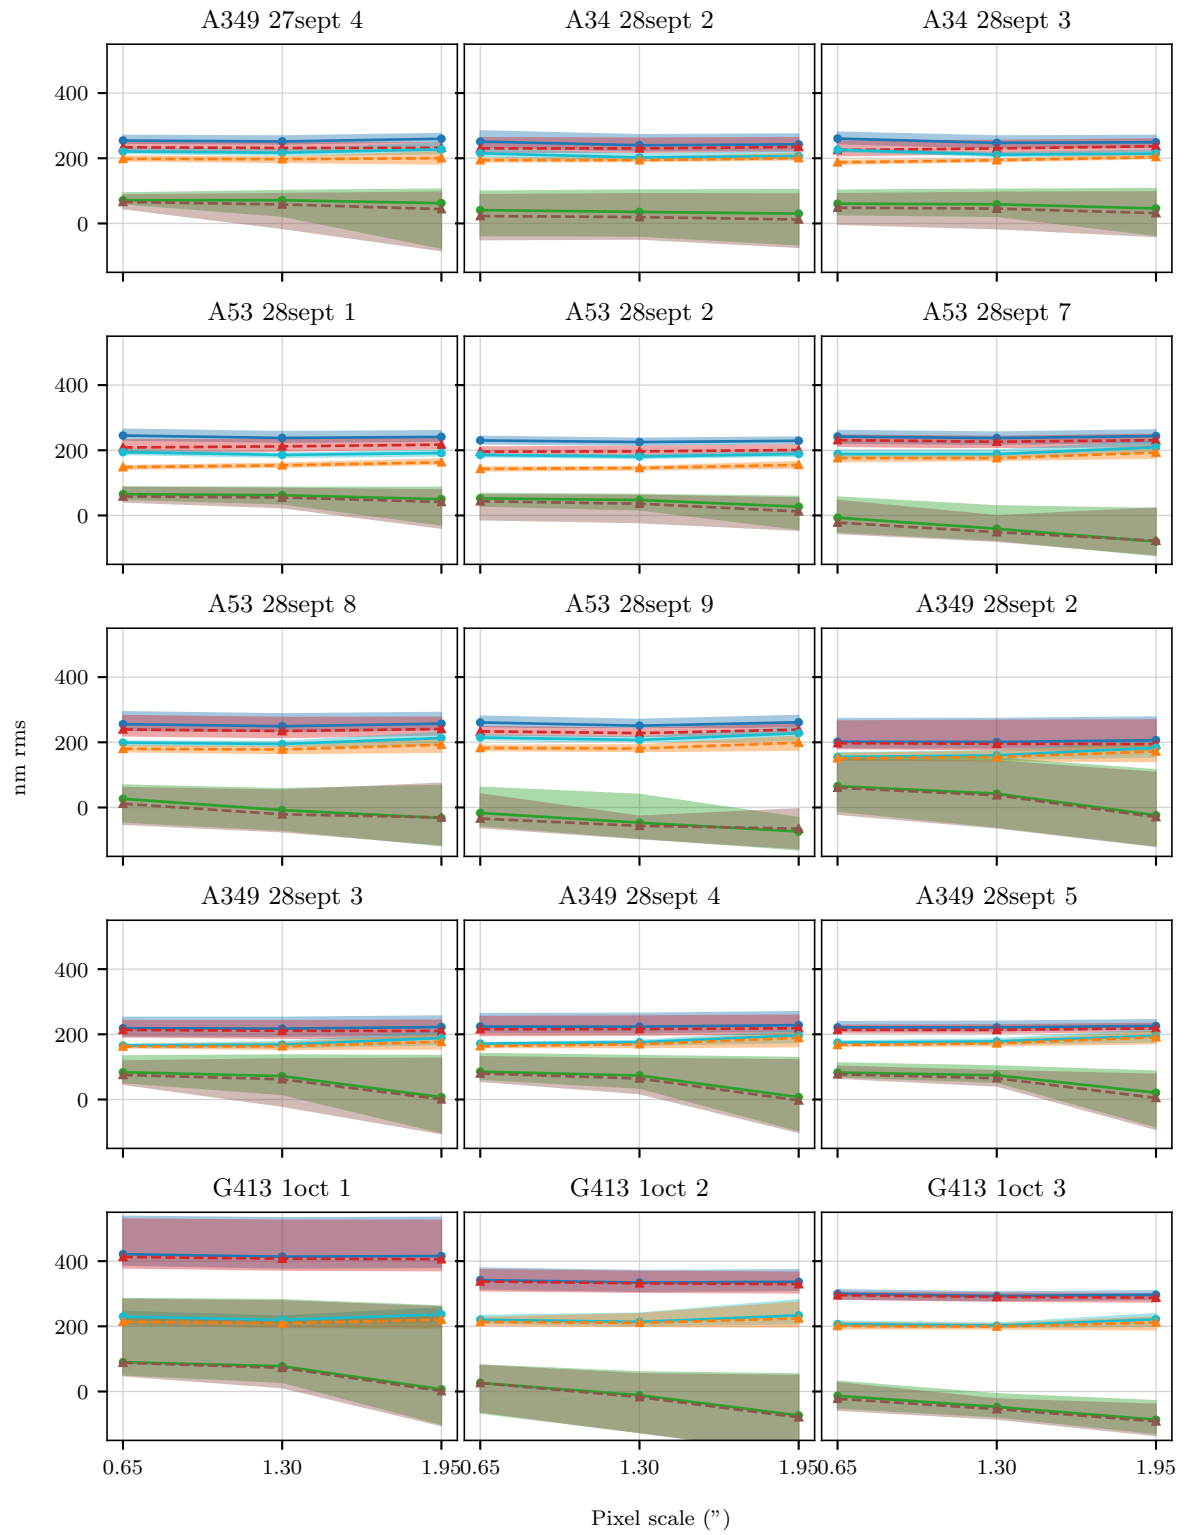 A349 27sept 4 A34 28sept 2 A34 28sept 3
400
200
0
A53 28sept 1 A53 28sept 2 A53 28sept 7
400
200
0
A53 28sept 8 A53 28sept 9 A349 28sept 2
400
200
0
nm rms
A349 28sept 3 A349 28sept 4 A349 28sept 5
400
200
0
G413 1oct 1 G413 1oct 2 G413 1oct 3
400
200
0
0.65 1.30 1.95 0.65 1.30 1.95 0.65 1.30 1.95
Pixel scale (”)